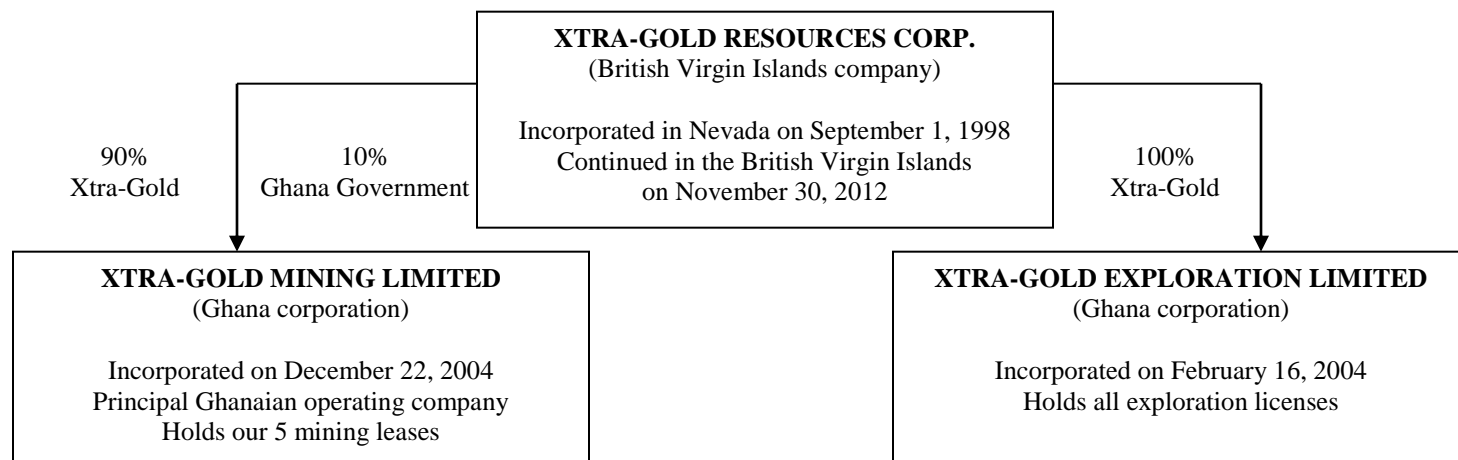 XTRA-GOLD RESOURCES CORP.
(British Virgin Islands company)
Incorporated in Nevada on September 1, 1998
Continued in the British Virgin Islands
on November 30, 2012
90%
Xtra-Gold
10%
Ghana Government
100%
Xtra-Gold
XTRA-GOLD MINING LIMITED
(Ghana corporation)
Incorporated on December 22, 2004
Principal Ghanaian operating company
Holds our 5 mining leases
XTRA-GOLD EXPLORATION LIMITED
(Ghana corporation)
Incorporated on February 16, 2004
Holds all exploration licenses